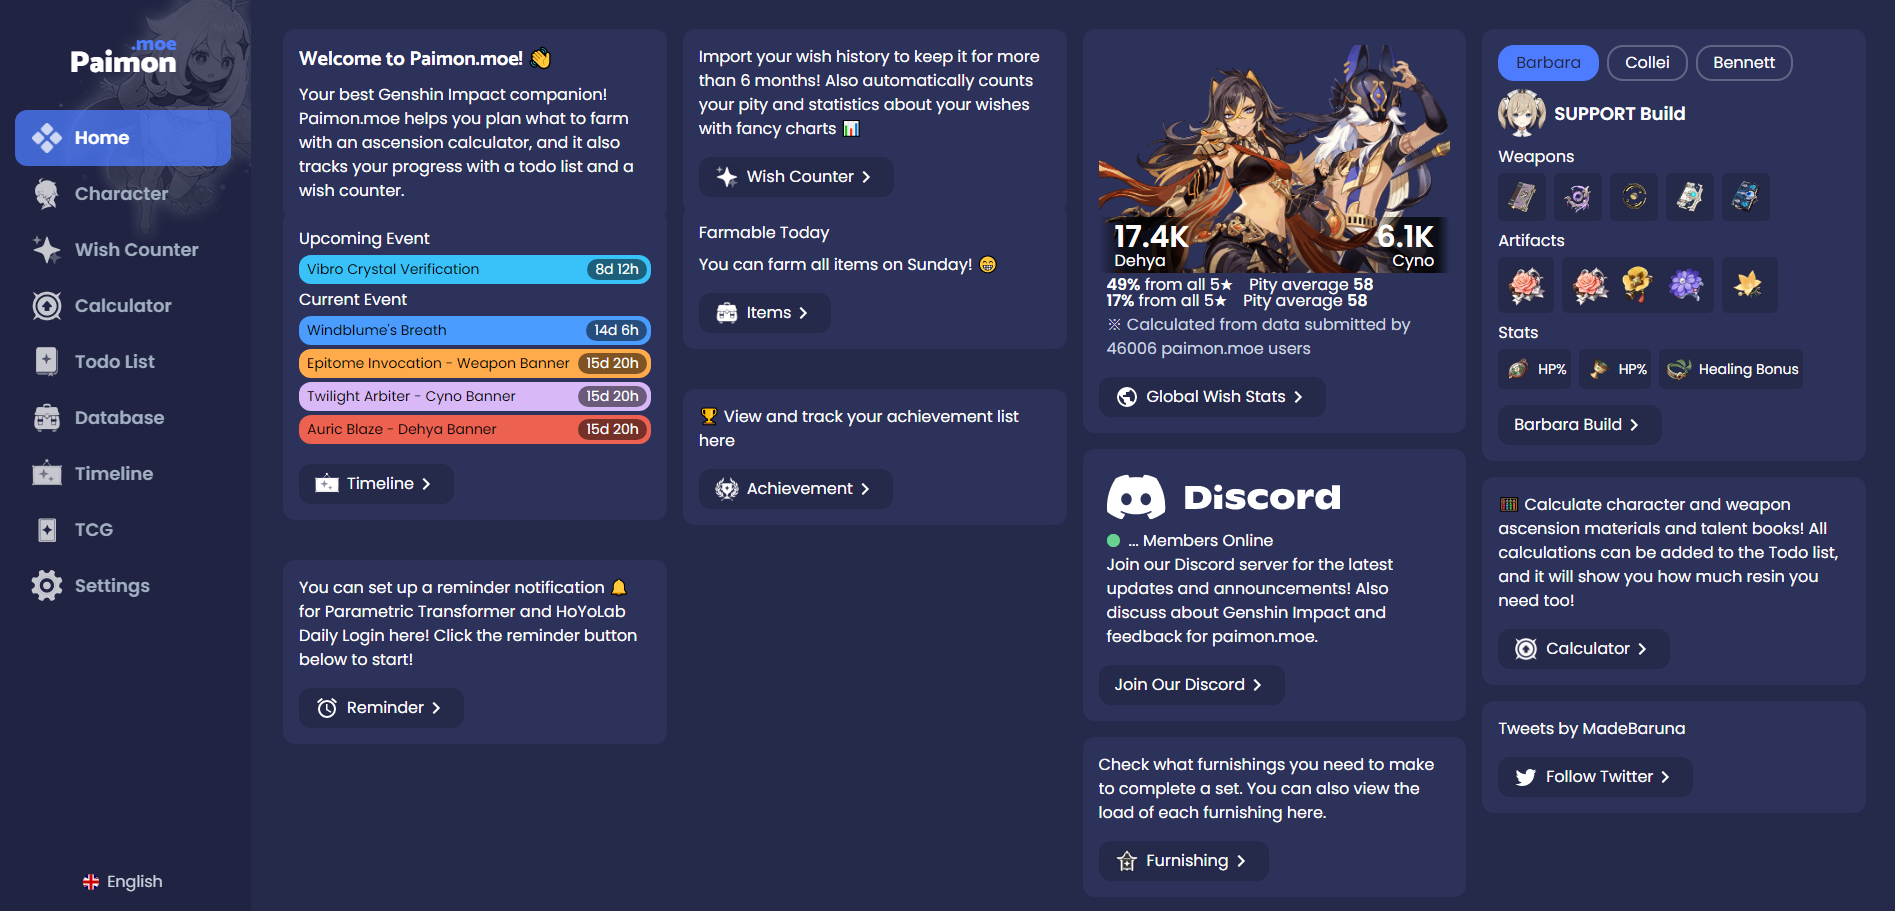 .moe
Paimon
Home
Character
Wish Counter
Calculator
Todo List
Database
Timeline
TCG
Settings
English
Welcome to Paimon.moe! 👋
Your best Genshin Impact companion!
Paimon.moe helps you plan what to farm
with an ascension calculator, and it also
tracks your progress with a todo list and a
wish counter.
Upcoming Event
Vibro Crystal Verification 8d 12h
Current Event
Windblume's Breath 14d 6h
Epitome Invocation - Weapon Banner 15d 20h
Twilight Arbiter - Cyno Banner 15d 20h
Auric Blaze - Dehya Banner 15d 20h
Timeline
You can set up a reminder notification 🔔
for Parametric Transformer and HoYoLab
Daily Login here! Click the reminder button
below to start!
Reminder
Import your wish history to keep it for more
than 6 months! Also automatically counts
your pity and statistics about your wishes
with fancy charts 📊
Wish Counter
Farmable Today
You can farm all items on Sunday! 😁
Items
🏆 View and track your achievement list
here
Achievement
17.4K 6.1K
Dehya Cyno
49% from all 5★ Pity average 58
17% from all 5★ Pity average 58
※ Calculated from data submitted by
46006 paimon.moe users
Global Wish Stats
Discord
... Members Online
Join our Discord server for the latest
updates and announcements! Also
discuss about Genshin Impact and
feedback for paimon.moe.
Join Our Discord
Check what furnishings you need to make
to complete a set. You can also view the
load of each furnishing here.
Furnishing
Barbara Collei Bennett
SUPPORT Build
Weapons
Artifacts
Stats
HP% HP% Healing Bonus
Barbara Build
🧮 Calculate character and weapon
ascension materials and talent books! All
calculations can be added to the Todo list,
and it will show you how much resin you
need too!
Calculator
Tweets by MadeBaruna
Follow Twitter